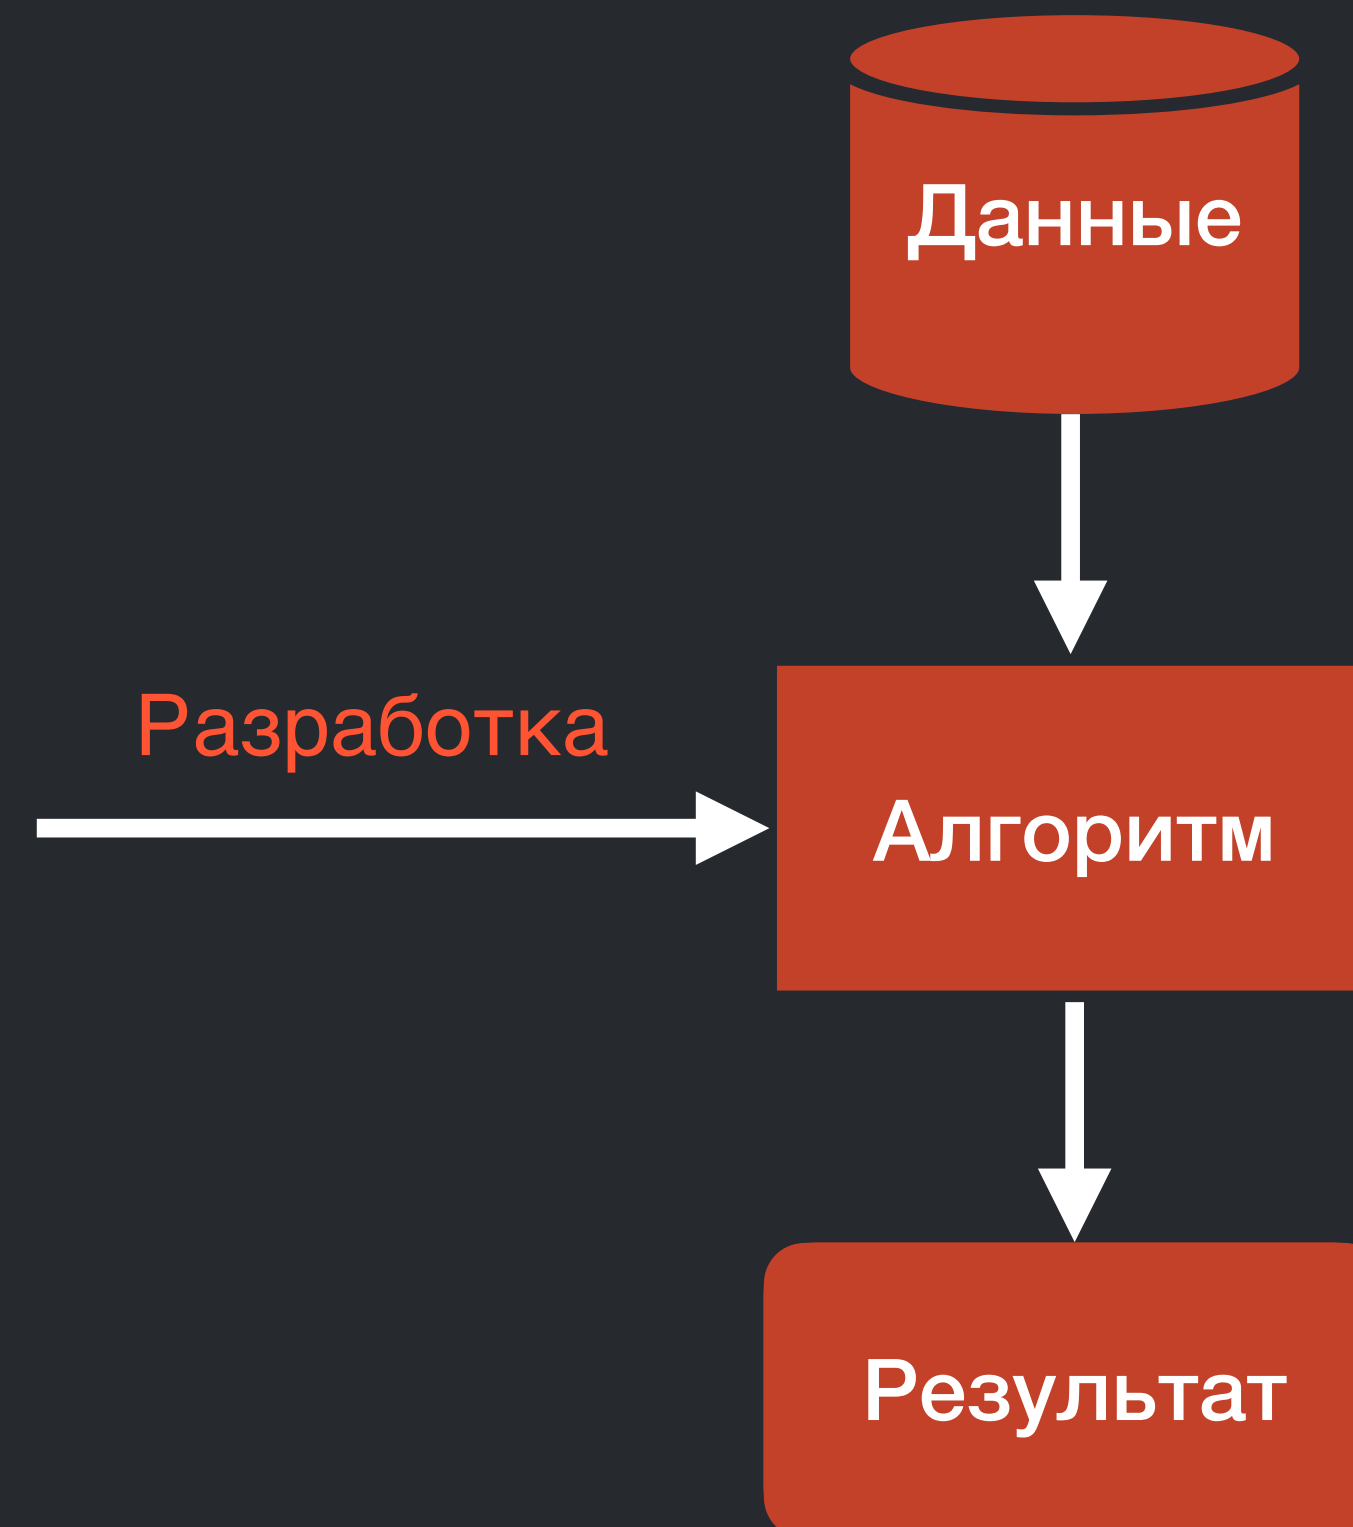 Данные
Разработка
Алгоритм
Результат